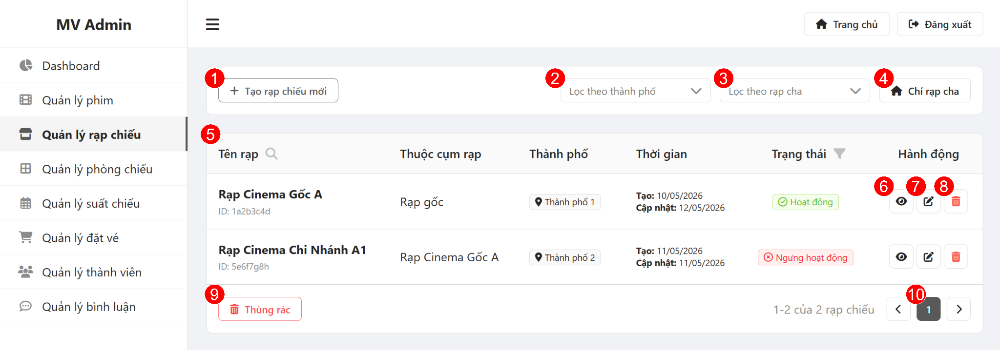 MV Admin
Trang chủ
Đăng xuất
Dashboard
Quản lý phim
Quản lý rạp chiếu
Quản lý phòng chiếu
Quản lý suất chiếu
Quản lý đặt vé
Quản lý thành viên
Quản lý bình luận
1
Tạo rạp chiếu mới
2
Lọc theo thành phố
3
Lọc theo rạp cha
4
Chỉ rạp cha
5
Tên rạp
Thuộc cụm rạp
Thành phố
Thời gian
Trạng thái
Hành động
Rạp Cinema Gốc A
ID: 1a2b3c4d
Rạp gốc
Thành phố 1
Tạo: 10/05/2026
Cập nhật: 12/05/2026
Hoạt động
6
7
8
Rạp Cinema Chi Nhánh A1
ID: 5e6f7g8h
Rạp Cinema Gốc A
Thành phố 2
Tạo: 11/05/2026
Cập nhật: 11/05/2026
Ngưng hoạt động
9
Thùng rác
1-2 của 2 rạp chiếu
10
1